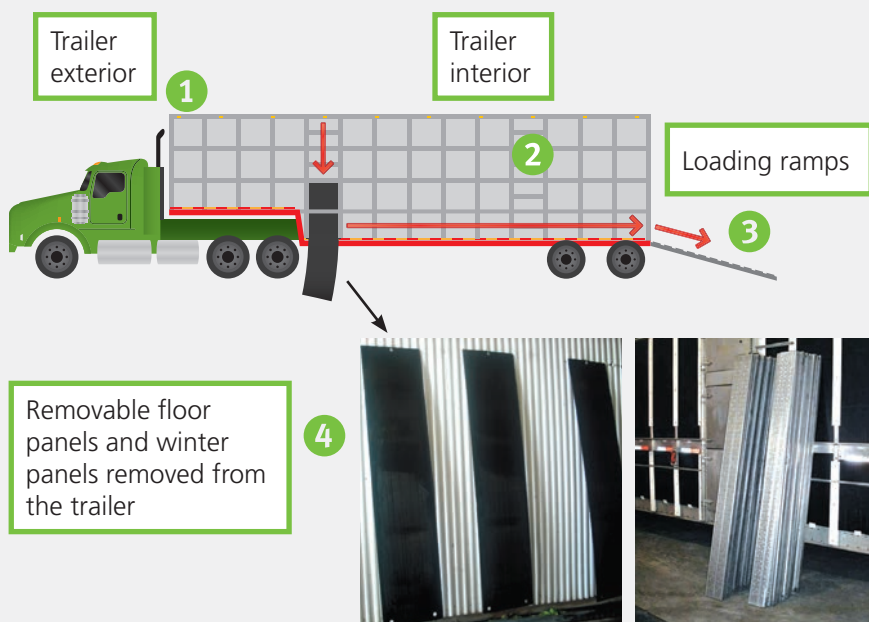 Trailer
exterior
1
Trailer
interior
2
Loading ramps
3
Removable floor
panels and winter
panels removed from
the trailer
4